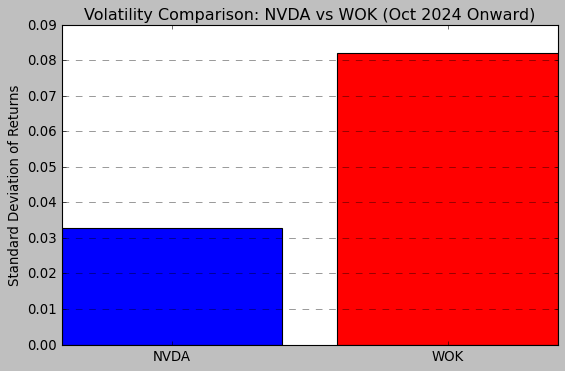 Volatility Comparison: NVDA vs WOK (Oct 2024 Onward)
Standard Deviation of Returns
0.09
0.08
0.07
0.06
0.05
0.04
0.03
0.02
0.01
0.00
NVDA
WOK